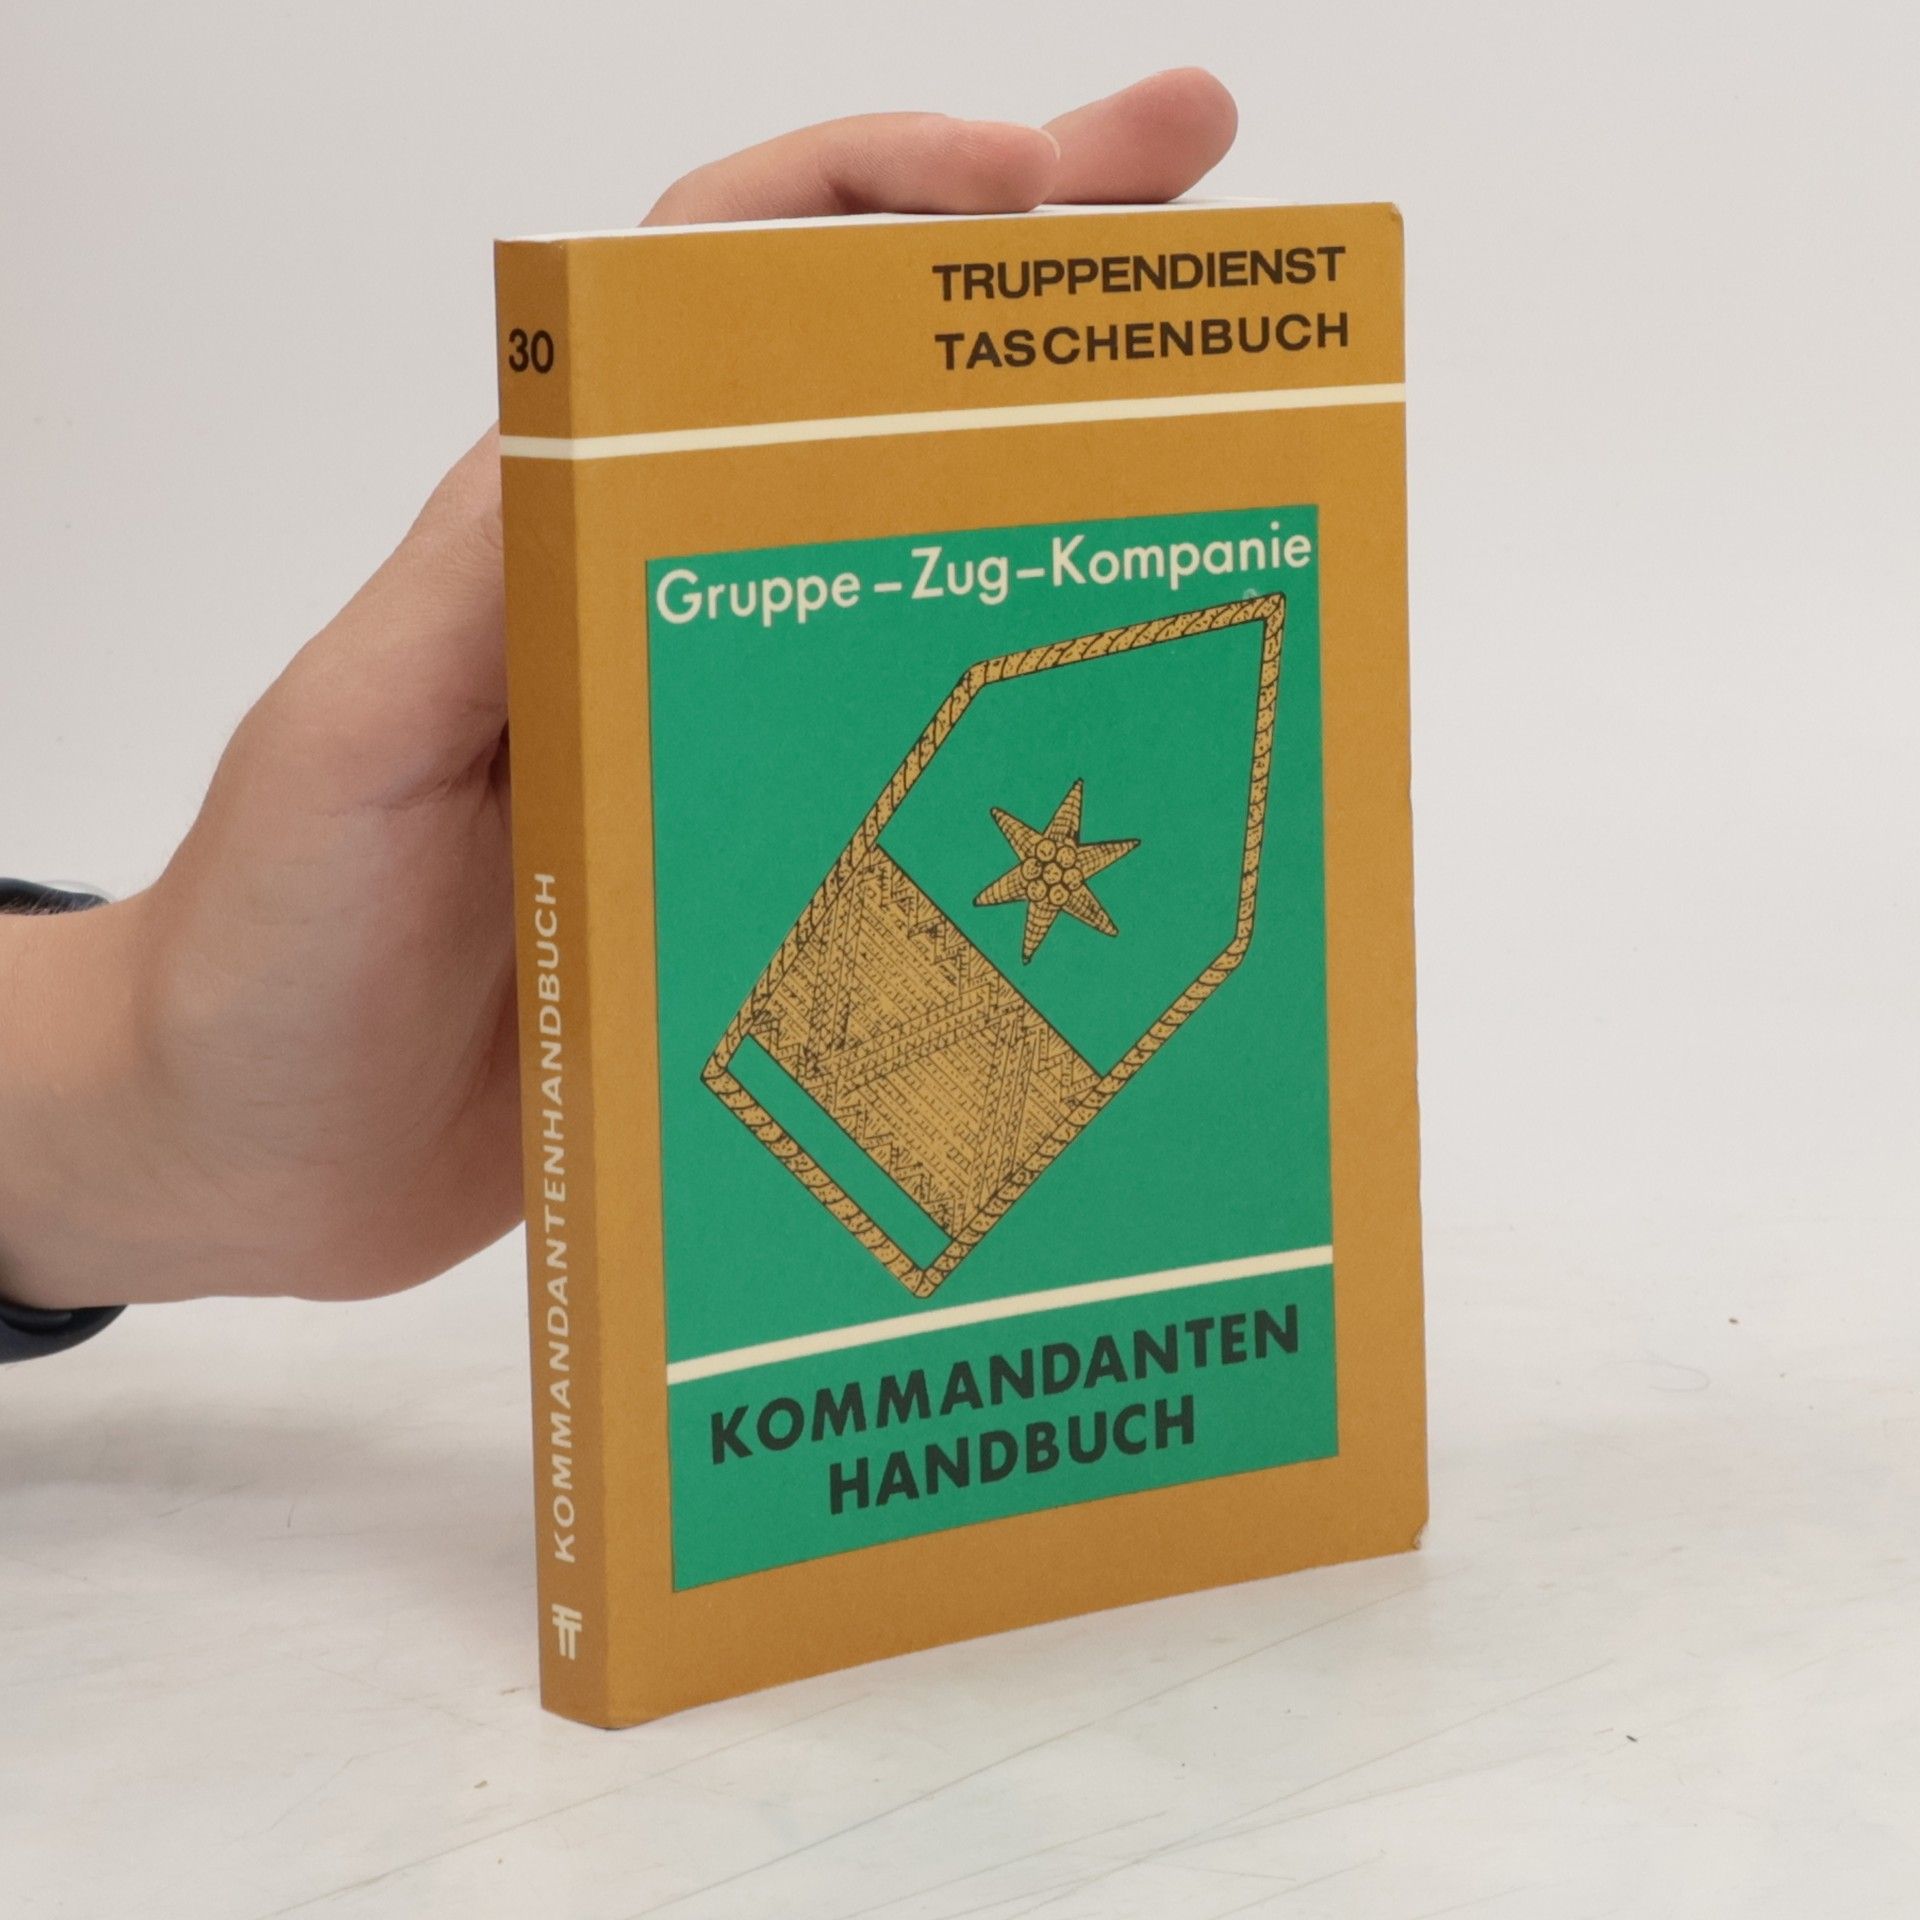 30
KOMMANDANTENHANDBUCH
TRUPPENDIENST
TASCHENBUCH
Gruppe – Zug – Kompanie
KOMMANDANTEN
HANDBUCH